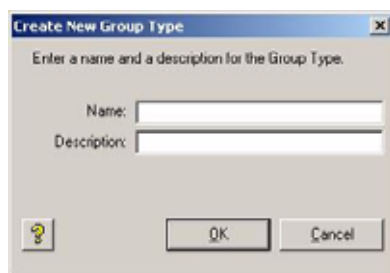 Create New Group Type
Enter a name and a description for the Group Type.
Name:
Description:
OK
Cancel